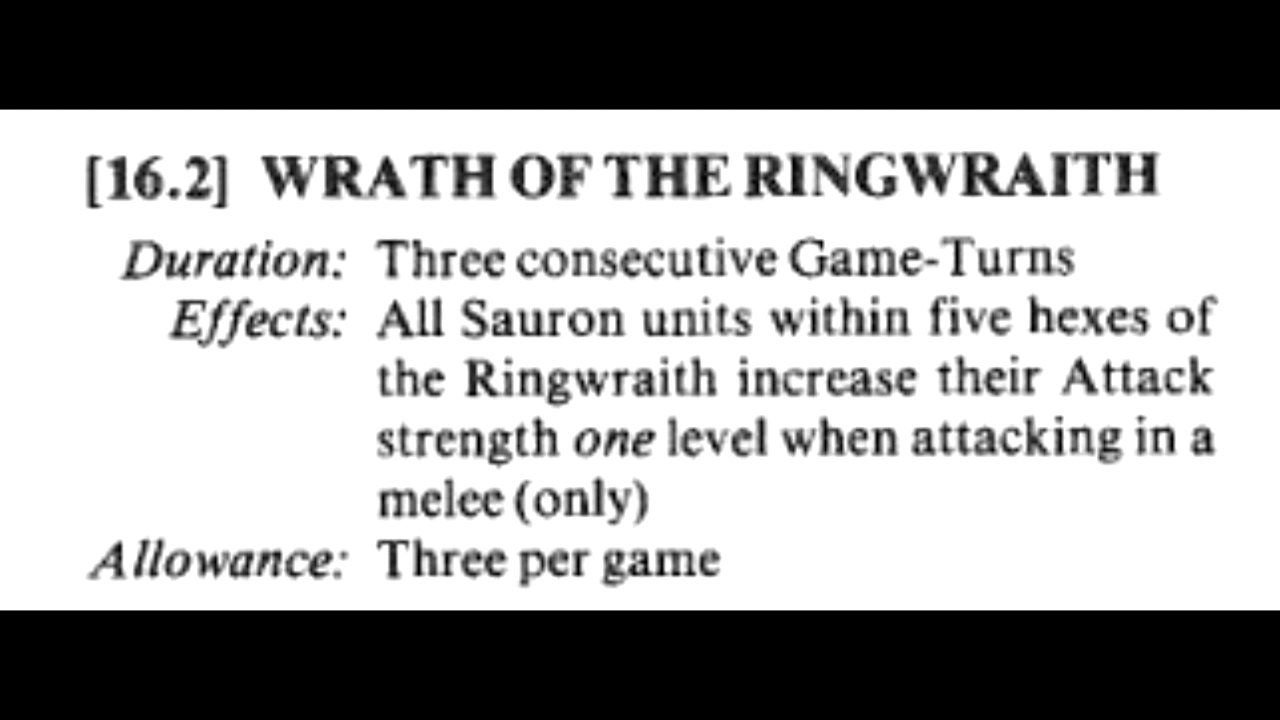 [16.2] WRATH OF THE RINGWRAITH
Duration: Three consecutive Game-Turns
Effects: All Sauron units within five hexes of
the Ringwraith increase their Attack
strength one level when attacking in a
melee (only)
Allowance: Three per game